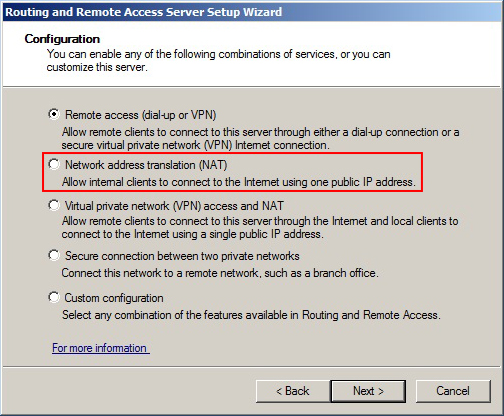 Routing and Remote Access Server Setup Wizard
Configuration
You can enable any of the following combinations of services, or you can
customize this server.
Remote access (dial-up or VPN)
Allow remote clients to connect to this server through either a dial-up connection or a
secure virtual private network (VPN) Internet connection.
Network address translation (NAT)
Allow internal clients to connect to the Internet using one public IP address.
Virtual private network (VPN) access and NAT
Allow remote clients to connect to this server through the Internet and local clients to
connect to the Internet using a single public IP address.
Secure connection between two private networks
Connect this network to a remote network, such as a branch office.
Custom configuration
Select any combination of the features available in Routing and Remote Access.
For more information
< Back
Next >
Cancel